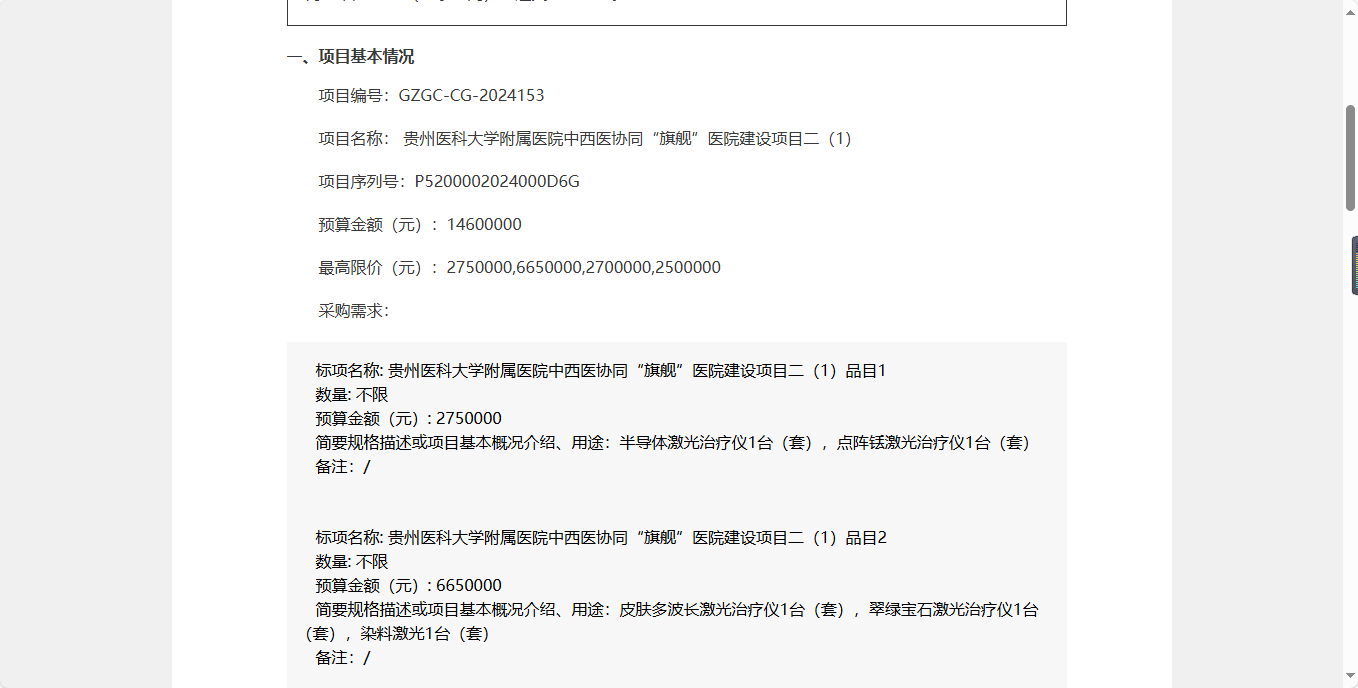 一、项目基本情况
项目编号：GZGC-CG-2024153
项目名称： 贵州医科大学附属医院中西医协同“旗舰”医院建设项目二（1）
项目序列号：P5200002024000D6G
预算金额（元）：14600000
最高限价（元）：2750000,6650000,2700000,2500000
采购需求：
标项名称: 贵州医科大学附属医院中西医协同“旗舰”医院建设项目二（1）品目1
数量: 不限
预算金额（元）: 2750000
简要规格描述或项目基本概况介绍、用途：半导体激光治疗仪1台（套），点阵铥激光治疗仪1台（套）
备注：/
标项名称: 贵州医科大学附属医院中西医协同“旗舰”医院建设项目二（1）品目2
数量: 不限
预算金额（元）: 6650000
简要规格描述或项目基本概况介绍、用途：皮肤多波长激光治疗仪1台（套），翠绿宝石激光治疗仪1台
（套），染料激光1台（套）
备注：/